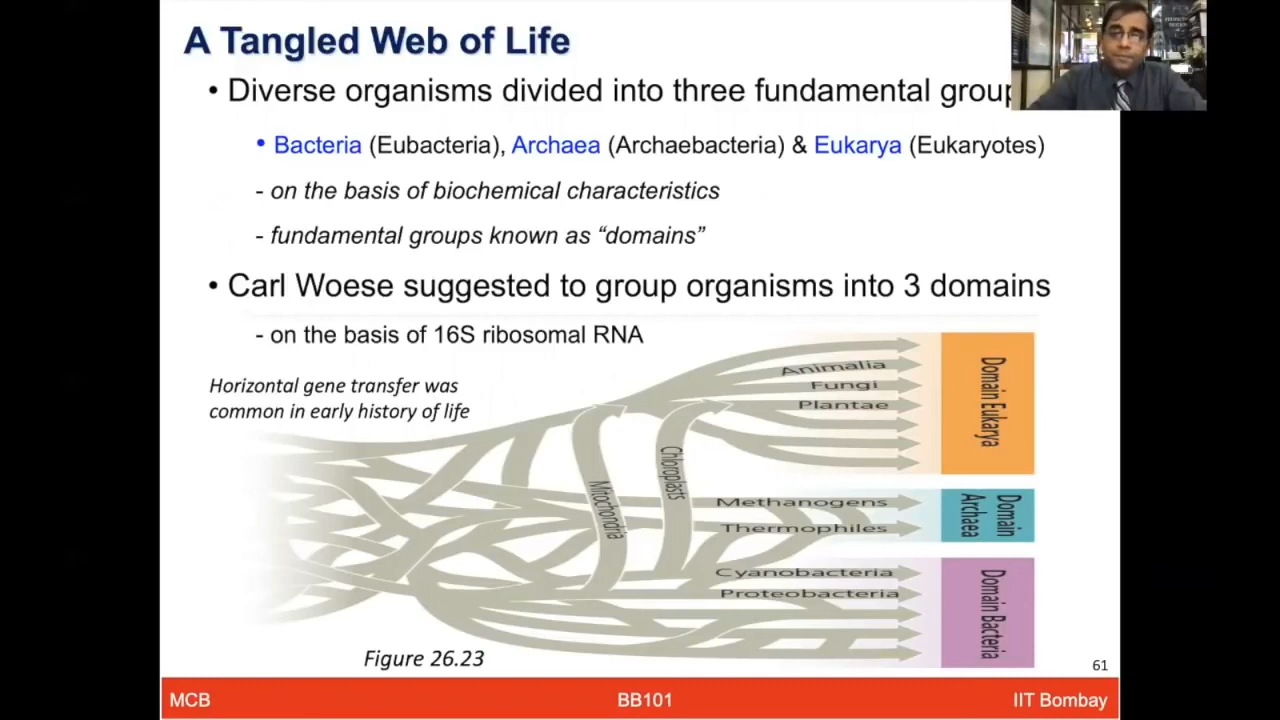 A Tangled Web of Life
• Diverse organisms divided into three fundamental
• Bacteria (Eubacteria), Archaea (Archaebacteria) & Eukarya (Eukaryotes)
- on the basis of biochemical characteristics
- fundamental groups known as “domains”
• Carl Woese suggested to group organisms into 3 domains
- on the basis of 16S ribosomal RNA
Horizontal gene transfer was
common in early history of life
Animalia
Fungi
Plantae
Domain Eukarya
Mitochondria
Chloroplasts
Methanogens
Thermophiles
Domain
Archaea
Cyanobacteria
Proteobacteria
Domain Bacteria
Figure 26.23
61
MCB
BB101
IIT Bombay